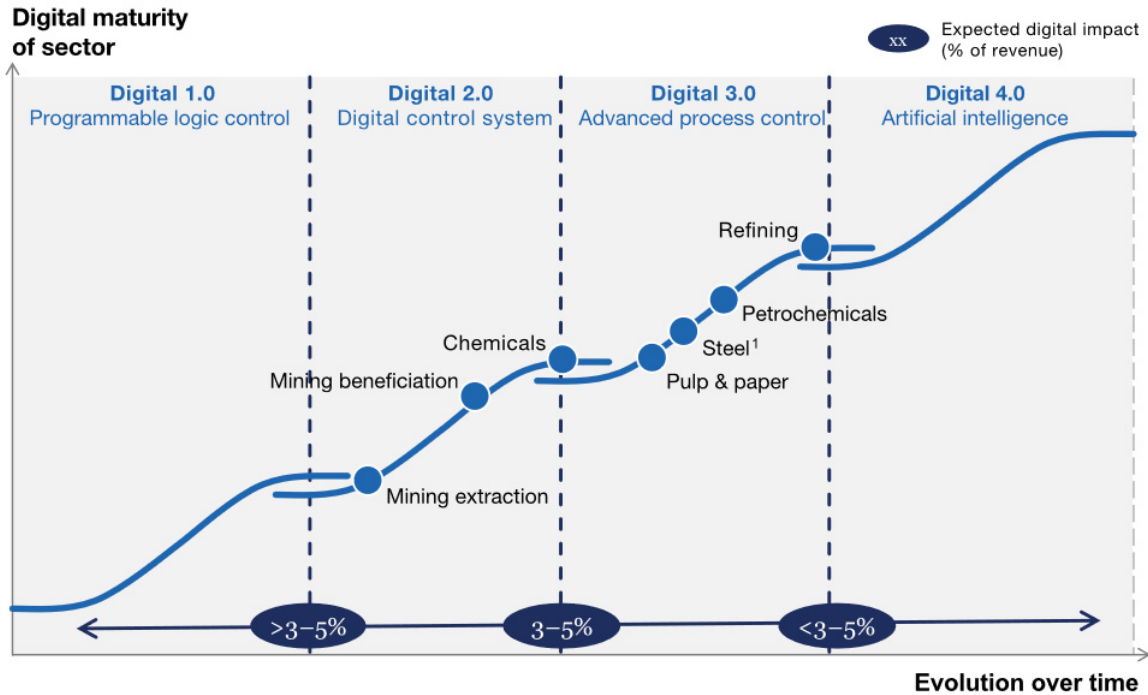 Digital maturity
of sector
xx
Expected digital impact
(% of revenue)
Digital 1.0
Programmable logic control
Digital 2.0
Digital control system
Digital 3.0
Advanced process control
Digital 4.0
Artificial intelligence
Refining
Petrochemicals
Chemicals
Steel¹
Mining beneficiation
Pulp & paper
Mining extraction
>3–5%
3–5%
<3–5%
Evolution over time